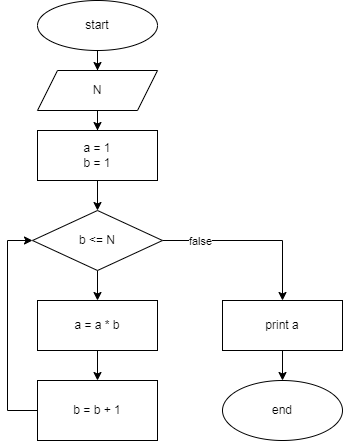 start
N
a = 1
b = 1
b <= N
false
a = a * b
print a
b = b + 1
end